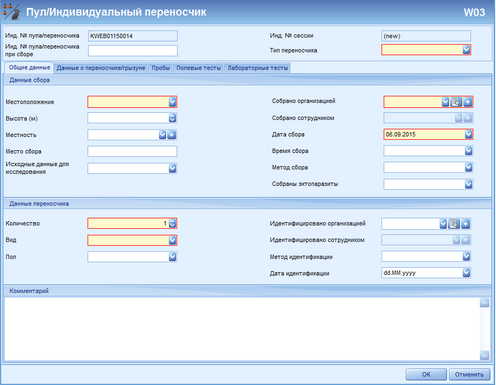 Пул/Индивидуальный переносчик
W03
Инд. № пула/переносчика
KWEB01150014
Инд. № сессии
(new)
Инд. № пула/переносчика
при сборе
Тип переносчика
Общие данные
Данные о переносчике/грызуне
Пробы
Полевые тесты
Лабораторные тесты
Данные сбора
Местоположение
Собрано организацией
Высота (м)
Собрано сотрудником
Местность
Дата сбора
06.09.2015
Место сбора
Время сбора
Исходные данные для
исследования
Метод сбора
Собраны эктопаразиты
Данные переносчика
Количество
1
Идентифицировано организацией
Вид
Идентифицировано сотрудником
Пол
Метод идентификации
Дата идентификации
dd.MM.yyyy
Комментарий
ОК
Отменить